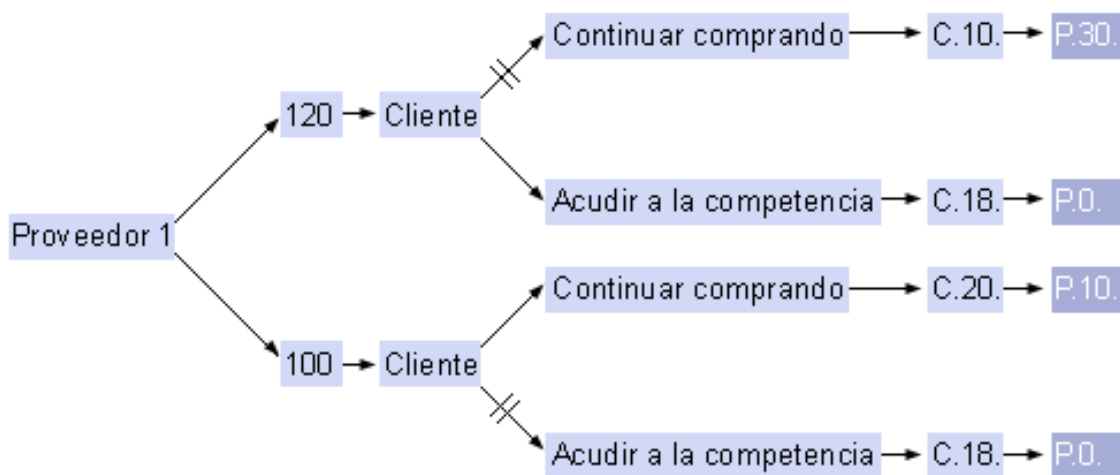 Continuar comprando C.10. P.30.
120 Cliente
Acudir a la competencia C.18. P.0.
Proveedor 1
Continuar comprando C.20. P.10.
100 Cliente
Acudir a la competencia C.18. P.0.